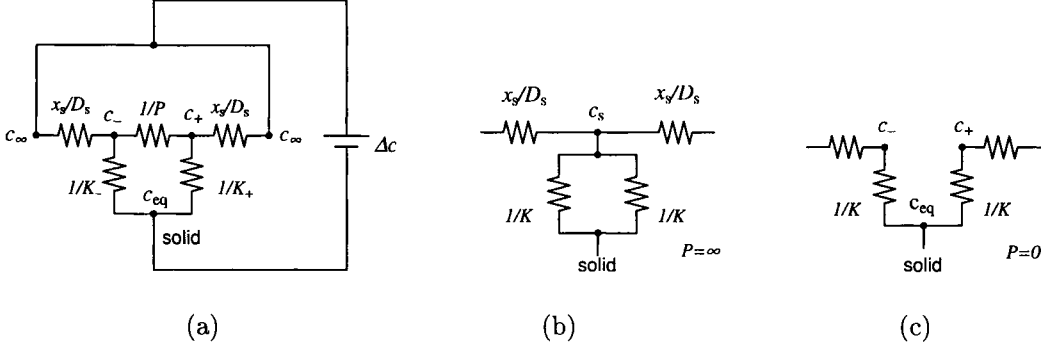 x_s/D_s 1/P x_s/D_s
c_∞ c_- c_+ c_∞
Δc
1/K_- 1/K_+
c_eq
solid
(a)
x_s/D_s x_s/D_s
c_s
1/K 1/K
solid
P=∞
(b)
c_- c_+
1/K c_eq 1/K
solid
P=0
(c)